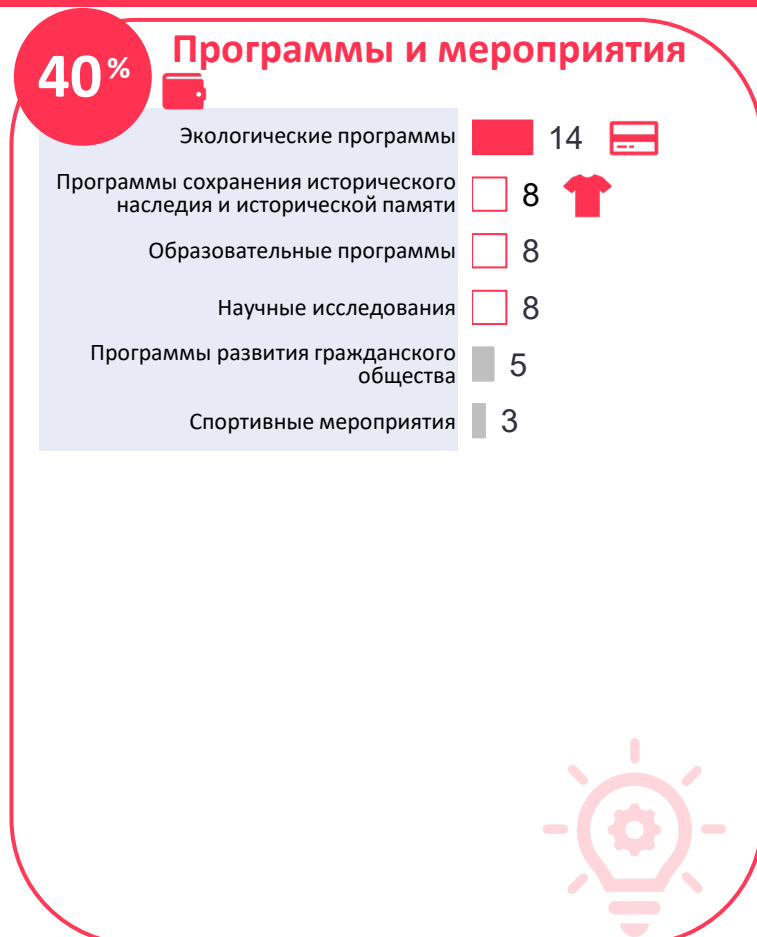 40%
Программы и мероприятия
Экологические программы 14
Программы сохранения исторического
наследия и исторической памяти 8
Образовательные программы 8
Научные исследования 8
Программы развития гражданского
общества 5
Спортивные мероприятия 3